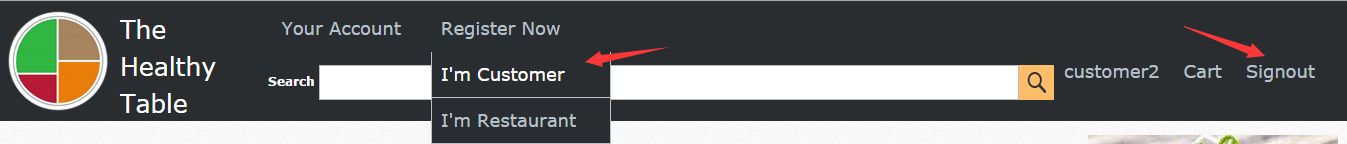 The
Healthy
Table
Your Account
Register Now
I'm Customer
I'm Restaurant
Search
customer2
Cart
Signout